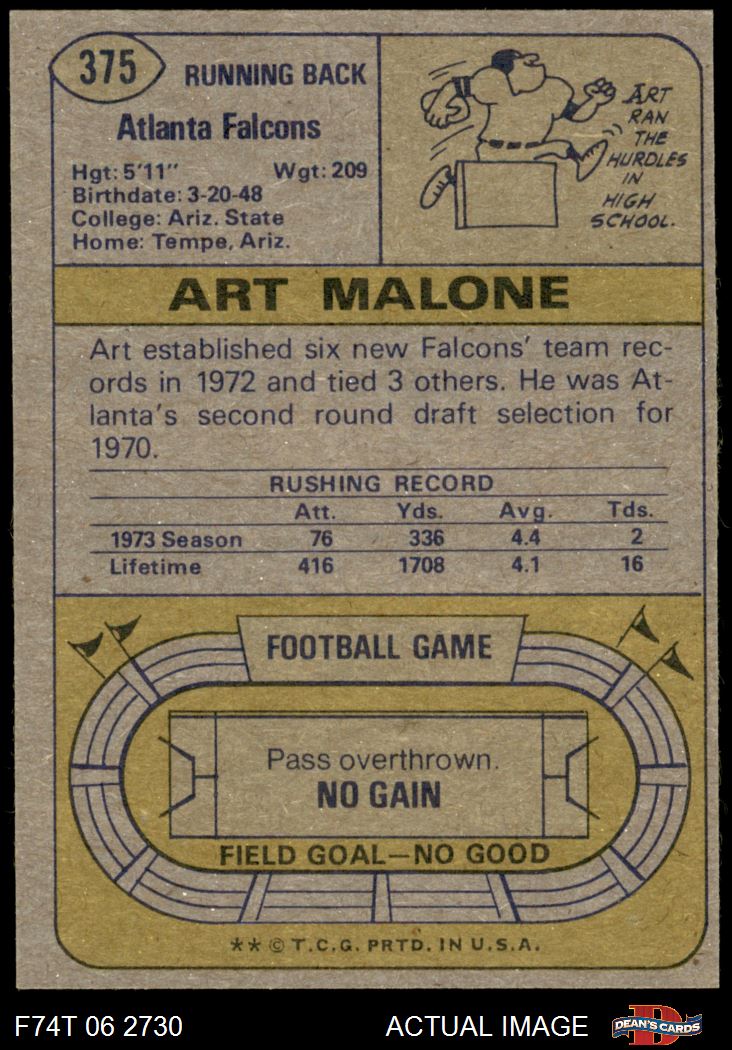 375
RUNNING BACK
Atlanta Falcons
Hgt: 5'11" Wgt: 209
Birthdate: 3-20-48
College: Ariz. State
Home: Tempe, Ariz.
ART
RAN
THE
HURDLES
IN
HIGH
SCHOOL.
ART MALONE
Art established six new Falcons' team rec-
ords in 1972 and tied 3 others. He was At-
lanta's second round draft selection for
1970.
RUSHING RECORD
Att. Yds. Avg. Tds.
1973 Season 76 336 4.4 2
Lifetime 416 1708 4.1 16
FOOTBALL GAME
Pass overthrown.
NO GAIN
FIELD GOAL—NO GOOD
** © T.C.G. PRTD. IN U.S.A.
F74T 06 2730 ACTUAL IMAGE D DEAN'S CARDS